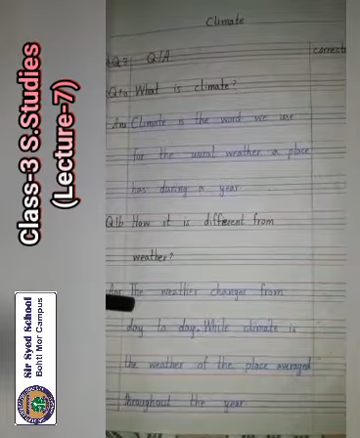 Class-3 S.Studies
(Lecture-7)
Sir Syed School
Bohti Mor Campus
Climate
Q/A
What is climate?
Ans Climate is the word we use
for the usual weather a place
has during a year
Q1b How it is different from
weather?
Ans The weather changes from
day to day. While climate is
the weather of the place averaged
throughout the year.